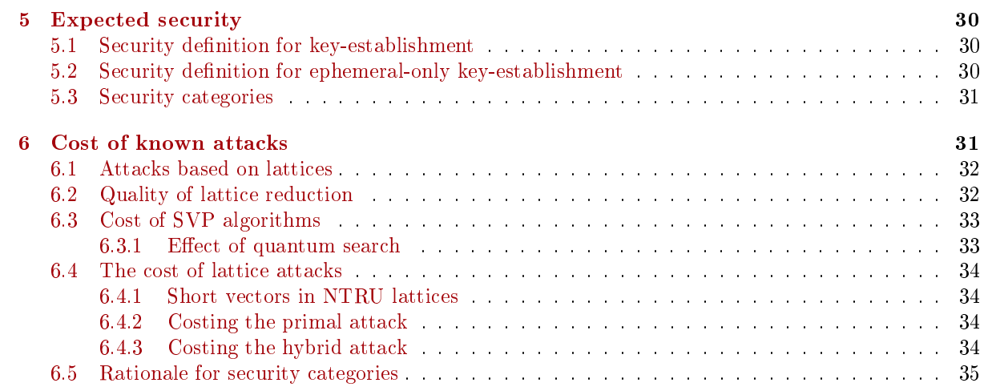 5 Expected security 30
5.1 Security definition for key-establishment . . . . . . . . . . . . . . . . . . . . . . . . . . . . 30
5.2 Security definition for ephemeral-only key-establishment . . . . . . . . . . . . . . . . . . . 30
5.3 Security categories . . . . . . . . . . . . . . . . . . . . . . . . . . . . . . . . . . . . . . . . 31
6 Cost of known attacks 31
6.1 Attacks based on lattices . . . . . . . . . . . . . . . . . . . . . . . . . . . . . . . . . . . . . 32
6.2 Quality of lattice reduction . . . . . . . . . . . . . . . . . . . . . . . . . . . . . . . . . . . 32
6.3 Cost of SVP algorithms . . . . . . . . . . . . . . . . . . . . . . . . . . . . . . . . . . . . . 33
6.3.1 Effect of quantum search . . . . . . . . . . . . . . . . . . . . . . . . . . . . . . . . 33
6.4 The cost of lattice attacks . . . . . . . . . . . . . . . . . . . . . . . . . . . . . . . . . . . . 34
6.4.1 Short vectors in NTRU lattices . . . . . . . . . . . . . . . . . . . . . . . . . . . . . 34
6.4.2 Costing the primal attack . . . . . . . . . . . . . . . . . . . . . . . . . . . . . . . . 34
6.4.3 Costing the hybrid attack . . . . . . . . . . . . . . . . . . . . . . . . . . . . . . . . 34
6.5 Rationale for security categories . . . . . . . . . . . . . . . . . . . . . . . . . . . . . . . . . 35